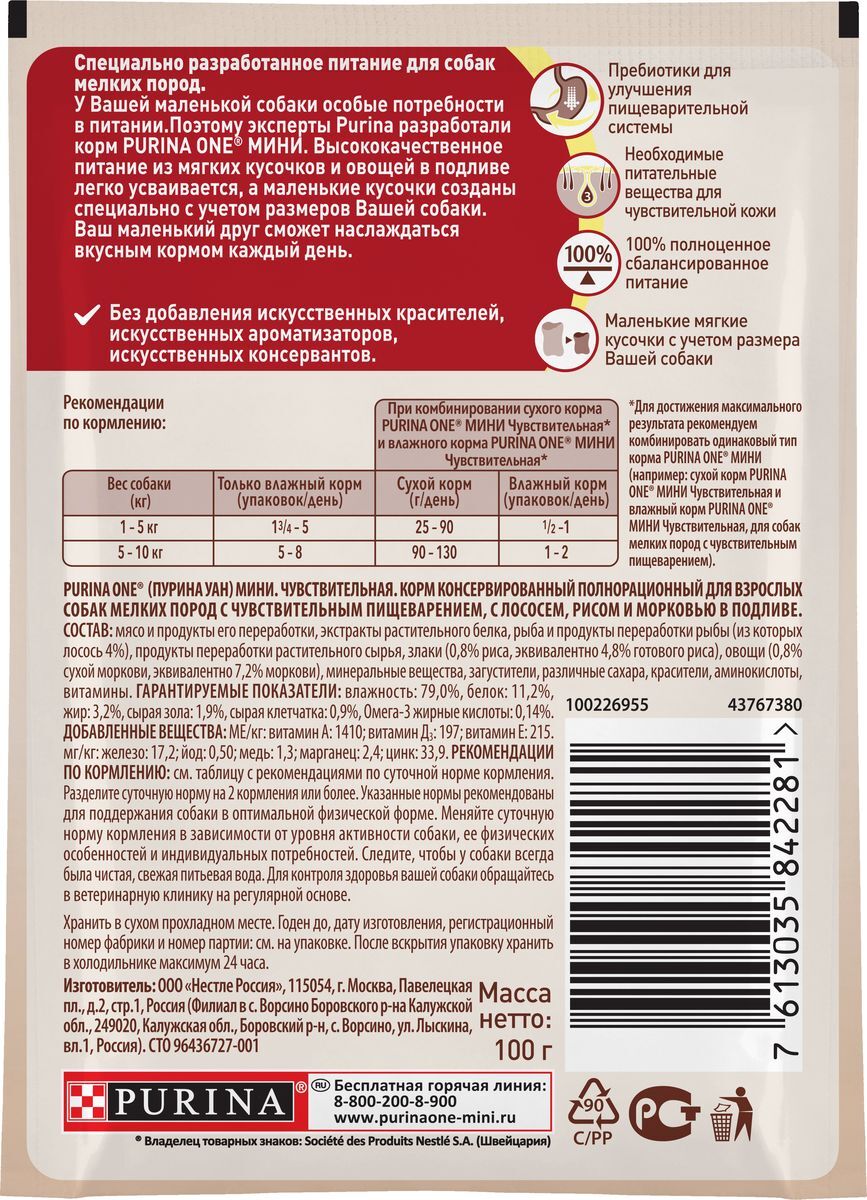 Специально разработанное питание для собак
мелких пород.
У Вашей маленькой собаки особые потребности
в питании.Поэтому эксперты Purina разработали
корм PURINA ONE® МИНИ. Высококачественное
питание из мягких кусочков и овощей в подливе
легко усваивается, а маленькие кусочки созданы
специально с учетом размеров Вашей собаки.
Ваш маленький друг сможет наслаждаться
вкусным кормом каждый день.
Без добавления искусственных красителей,
искусственных ароматизаторов,
искусственных консервантов.
Пребиотики для
улучшения
пищеварительной
системы
3
Необходимые
питательные
вещества для
чувствительной кожи
100%
100% полноценное
сбалансированное
питание
Маленькие мягкие
кусочки с учетом размера
Вашей собаки
Рекомендации
по кормлению:
При комбинировании сухого корма
PURINA ONE® МИНИ Чувствительная*
и влажного корма PURINA ONE® МИНИ
Чувствительная*
Вес собаки (кг) Только влажный корм (упаковок/день) Сухой корм (г/день) Влажный корм (упаковок/день)
1 - 5 кг 1 3/4 - 5 25 - 90 1/2 -1
5 - 10 кг 5 - 8 90 - 130 1 - 2
*Для достижения максимального
результата рекомендуем
комбинировать одинаковый тип
корма PURINA ONE® МИНИ
(например: сухой корм PURINA
ONE® МИНИ Чувствительная и
влажный корм PURINA ONE®
МИНИ Чувствительная, для собак
мелких пород с чувствительным
пищеварением).
PURINA ONE® (ПУРИНА УАН) МИНИ. ЧУВСТВИТЕЛЬНАЯ. КОРМ КОНСЕРВИРОВАННЫЙ ПОЛНОРАЦИОННЫЙ ДЛЯ ВЗРОСЛЫХ
СОБАК МЕЛКИХ ПОРОД С ЧУВСТВИТЕЛЬНЫМ ПИЩЕВАРЕНИЕМ, С ЛОСОСЕМ, РИСОМ И МОРКОВЬЮ В ПОДЛИВЕ.
СОСТАВ: мясо и продукты его переработки, экстракты растительного белка, рыба и продукты переработки рыбы (из которых
лосось 4%), продукты переработки растительного сырья, злаки (0,8% риса, эквивалентно 4,8% готового риса), овощи (0,8%
сухой моркови, эквивалентно 7,2% моркови), минеральные вещества, загустители, различные сахара, красители, аминокислоты,
витамины. ГАРАНТИРУЕМЫЕ ПОКАЗАТЕЛИ: влажность: 79,0%, белок: 11,2%,
жир: 3,2%, сырая зола: 1,9%, сырая клетчатка: 0,9%, Омега-3 жирные кислоты: 0,14%.
ДОБАВЛЕННЫЕ ВЕЩЕСТВА: МЕ/кг: витамин А: 1410; витамин Д3: 197; витамин Е: 215.
мг/кг: железо: 17,2; йод: 0,50; медь: 1,3; марганец: 2,4; цинк: 33,9. РЕКОМЕНДАЦИИ
ПО КОРМЛЕНИЮ: см. таблицу с рекомендациями по суточной норме кормления.
Разделите суточную норму на 2 кормления или более. Указанные нормы рекомендованы
для поддержания собаки в оптимальной физической форме. Меняйте суточную
норму кормления в зависимости от уровня активности собаки, ее физических
особенностей и индивидуальных потребностей. Следите, чтобы у собаки всегда
была чистая, свежая питьевая вода. Для контроля здоровья вашей собаки обращайтесь
в ветеринарную клинику на регулярной основе.
Хранить в сухом прохладном месте. Годен до, дату изготовления, регистрационный
номер фабрики и номер партии: см. на упаковке. После вскрытия упаковку хранить
в холодильнике максимум 24 часа.
Изготовитель: ООО «Нестле Россия», 115054, г. Москва, Павелецкая
пл., д.2, стр.1, Россия (Филиал в с. Ворсино Боровского р-на Калужской
обл., 249020, Калужская обл., Боровский р-н, с. Ворсино, ул. Лыскина,
вл.1, Россия). СТО 96436727-001
Масса
нетто:
100 г
100226955 43767380
7 613035 842281 >
PURINA ®
RU Бесплатная горячая линия:
8-800-200-8-900
www.purinaone-mini.ru
® Владелец товарных знаков: Société des Produits Nestlé S.A. (Швейцария)
90
C/PP
РСТ